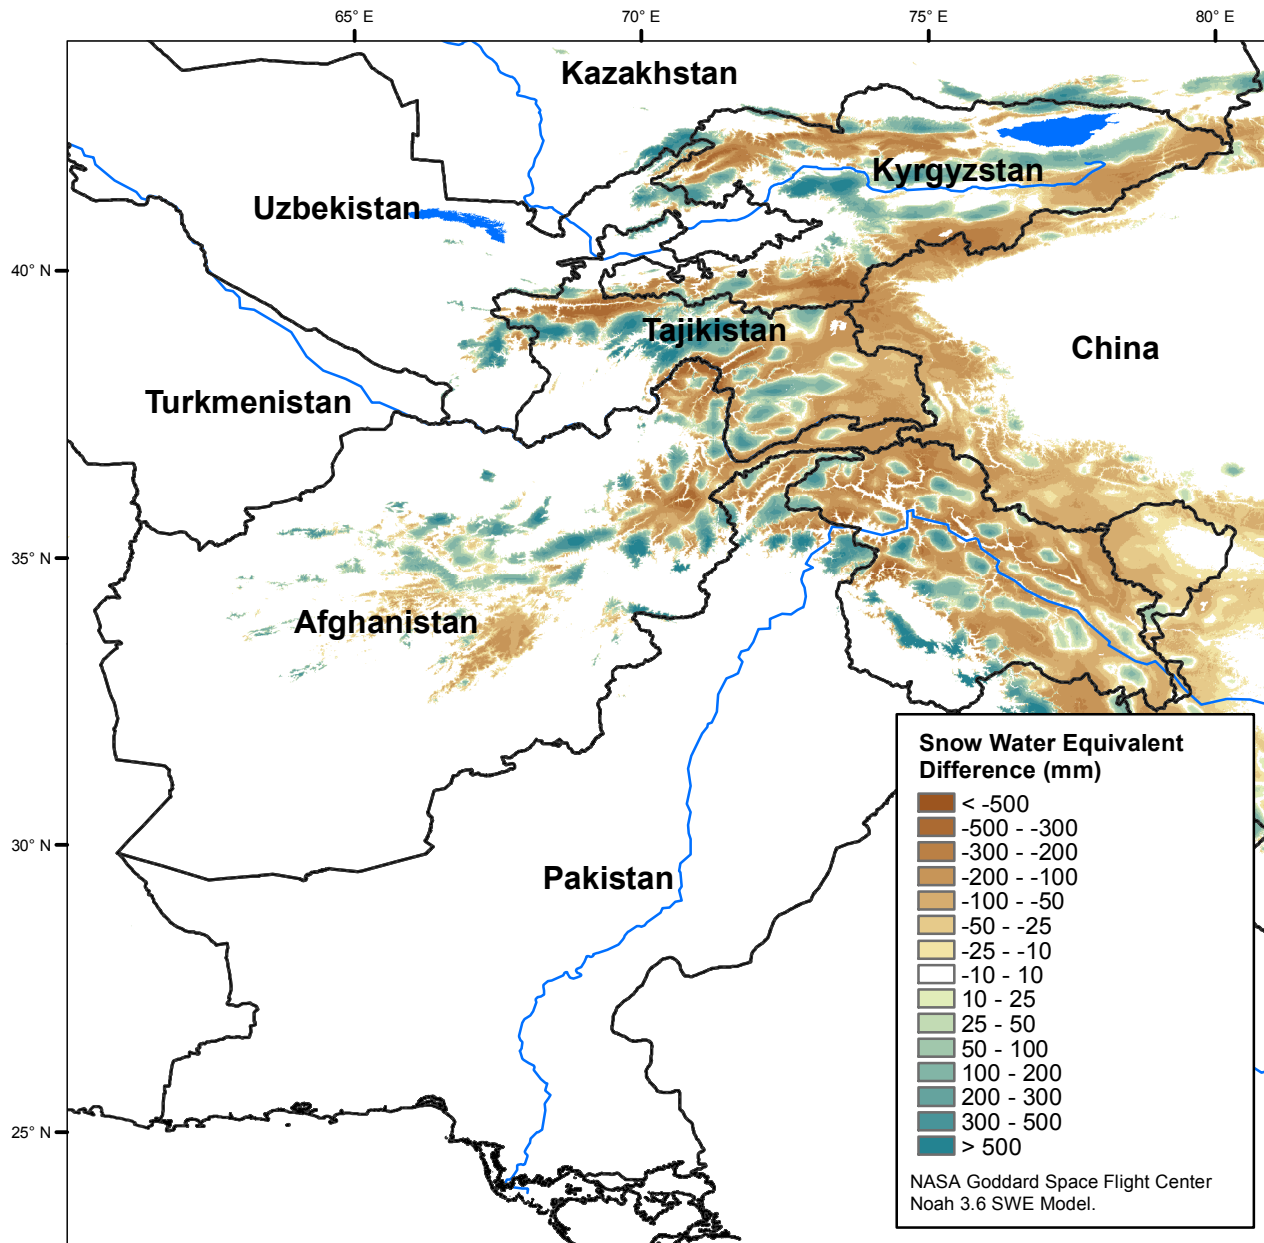 65° E
70° E
75° E
80° E
Kazakhstan
Kyrgyzstan
Uzbekistan
40° N
Tajikistan
China
Turkmenistan
35° N
Afghanistan
Snow Water Equivalent
Difference (mm)
< -500
-500 - -300
-300 - -200
-200 - -100
-100 - -50
-50 - -25
-25 - -10
-10 - 10
10 - 25
25 - 50
50 - 100
100 - 200
200 - 300
300 - 500
> 500
NASA Goddard Space Flight Center
Noah 3.6 SWE Model.
30° N
Pakistan
25° N